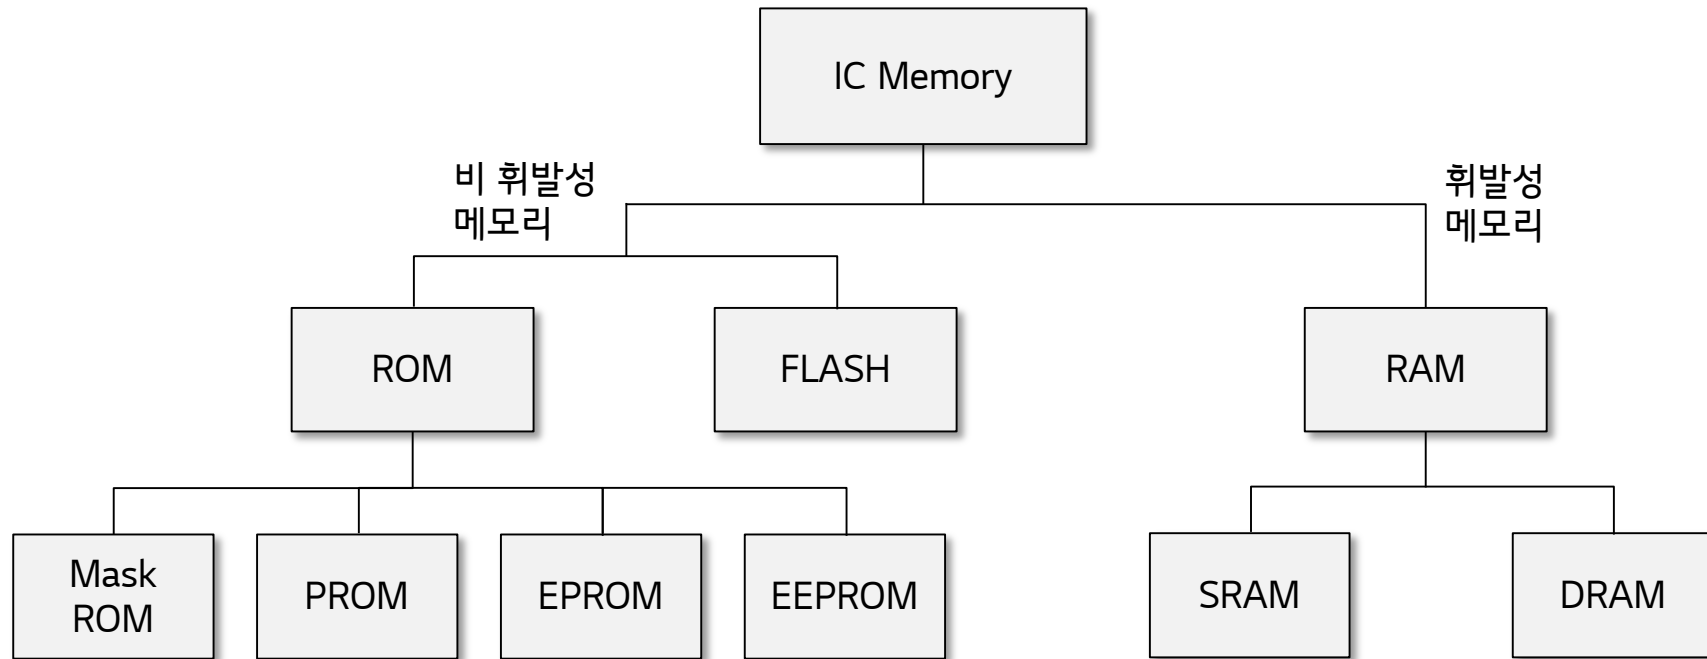 IC Memory
비 휘발성
메모리
휘발성
메모리
ROM
FLASH
RAM
Mask
ROM
PROM
EPROM
EEPROM
SRAM
DRAM